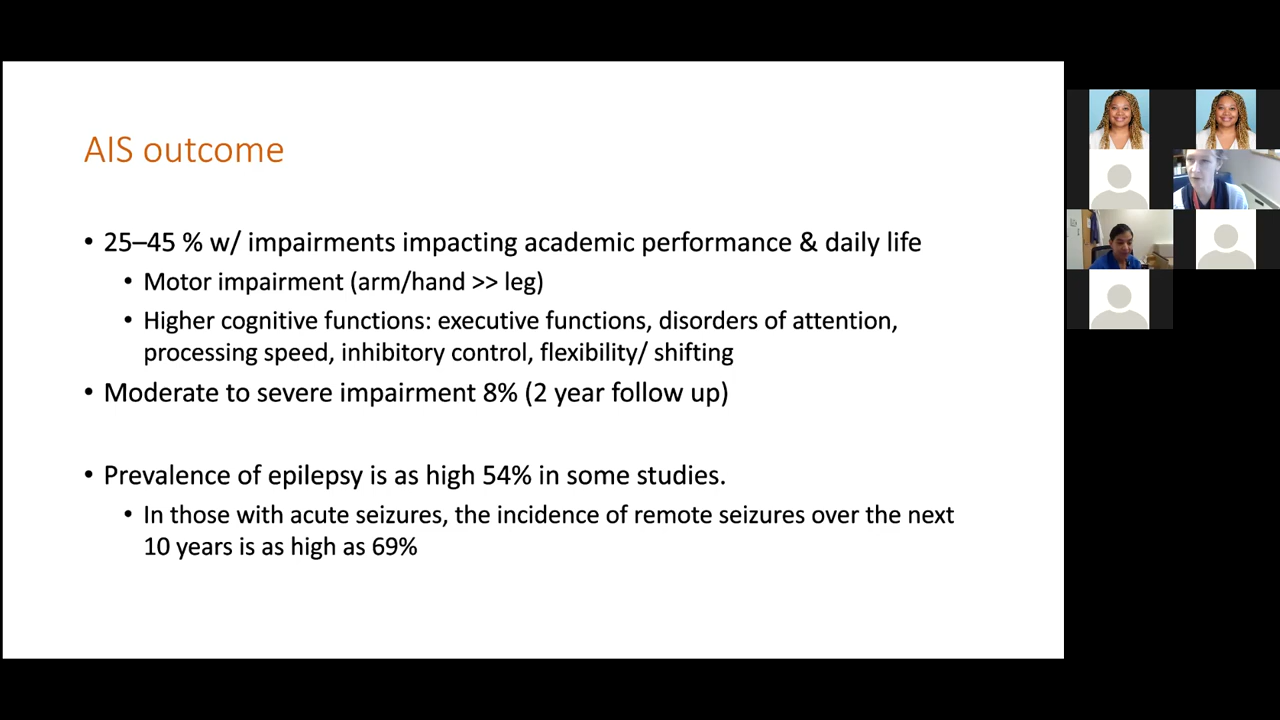 AIS outcome
• 25–45 % w/ impairments impacting academic performance & daily life
• Motor impairment (arm/hand >> leg)
• Higher cognitive functions: executive functions, disorders of attention,
processing speed, inhibitory control, flexibility/ shifting
• Moderate to severe impairment 8% (2 year follow up)
• Prevalence of epilepsy is as high 54% in some studies.
• In those with acute seizures, the incidence of remote seizures over the next
10 years is as high as 69%